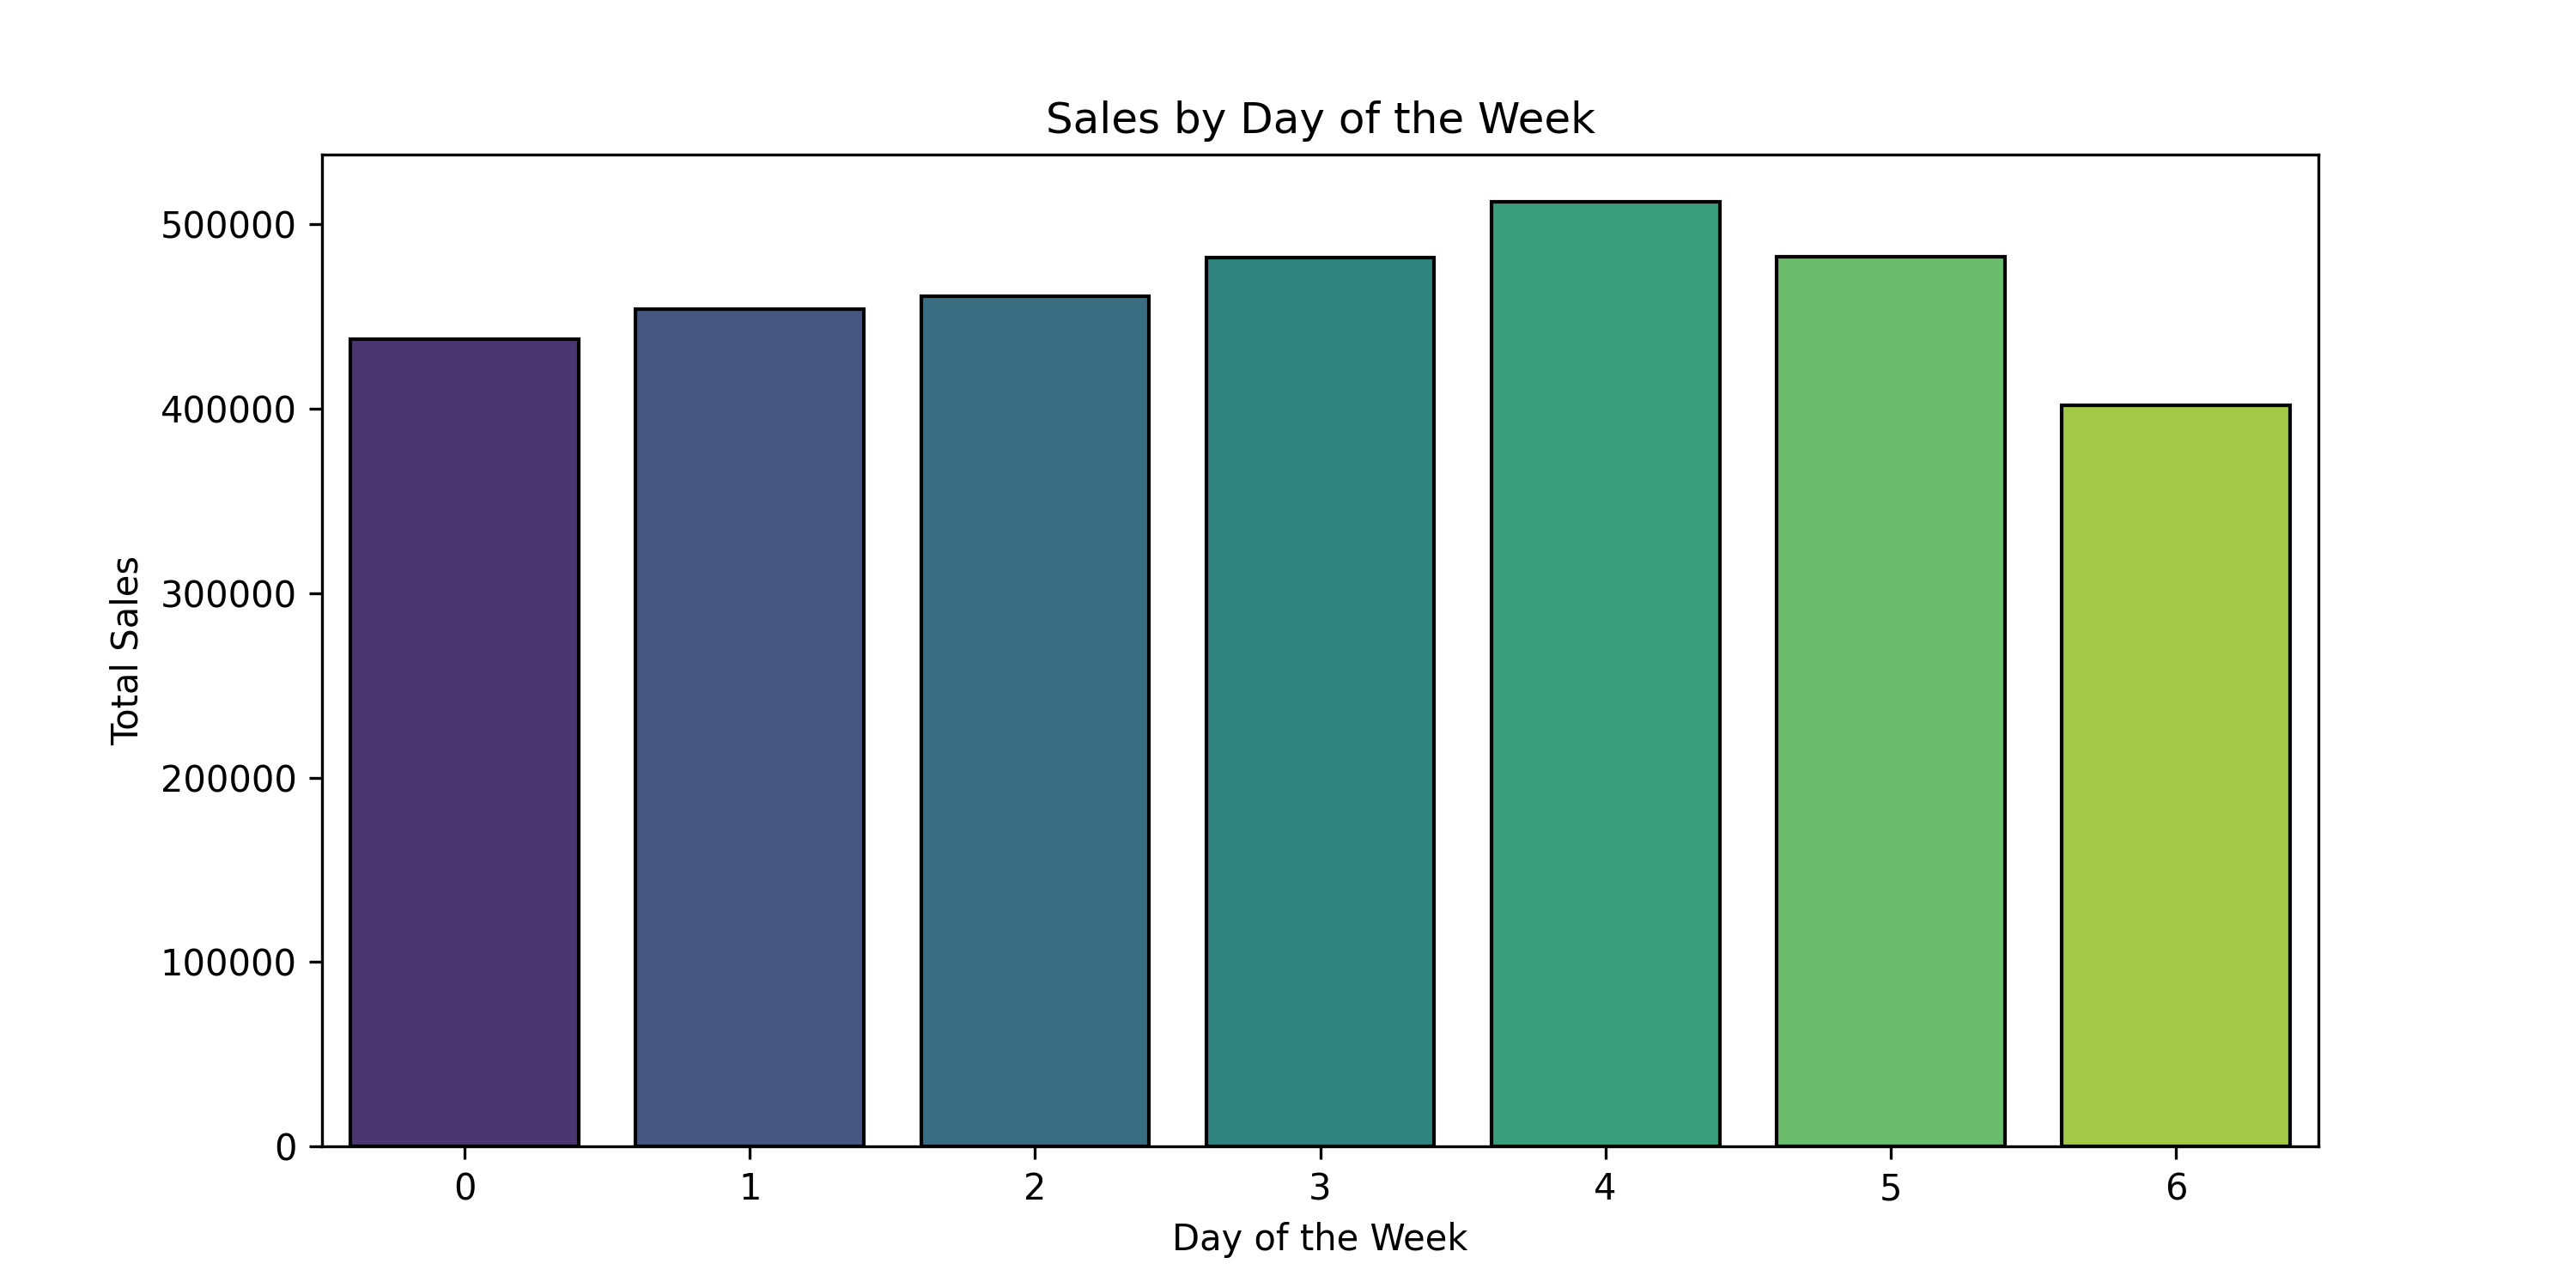 Sales by Day of the Week
Total Sales
500000
400000
300000
200000
100000
0
0 1 2 3 4 5 6
Day of the Week